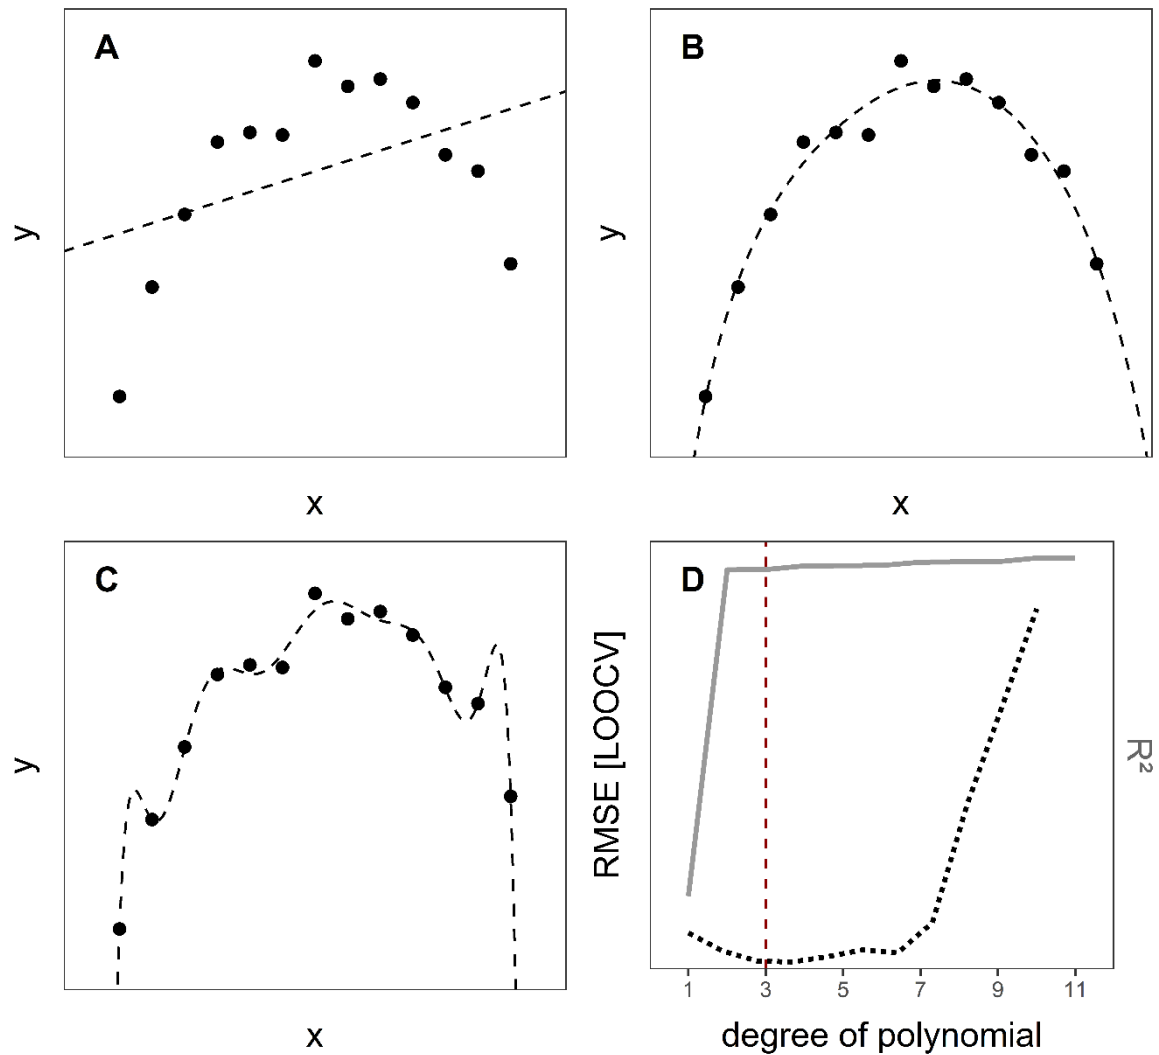 A
y
x
B
y
x
C
y
x
D
RMSE [LOOCV]
R²
1 3 5 7 9 11
degree of polynomial